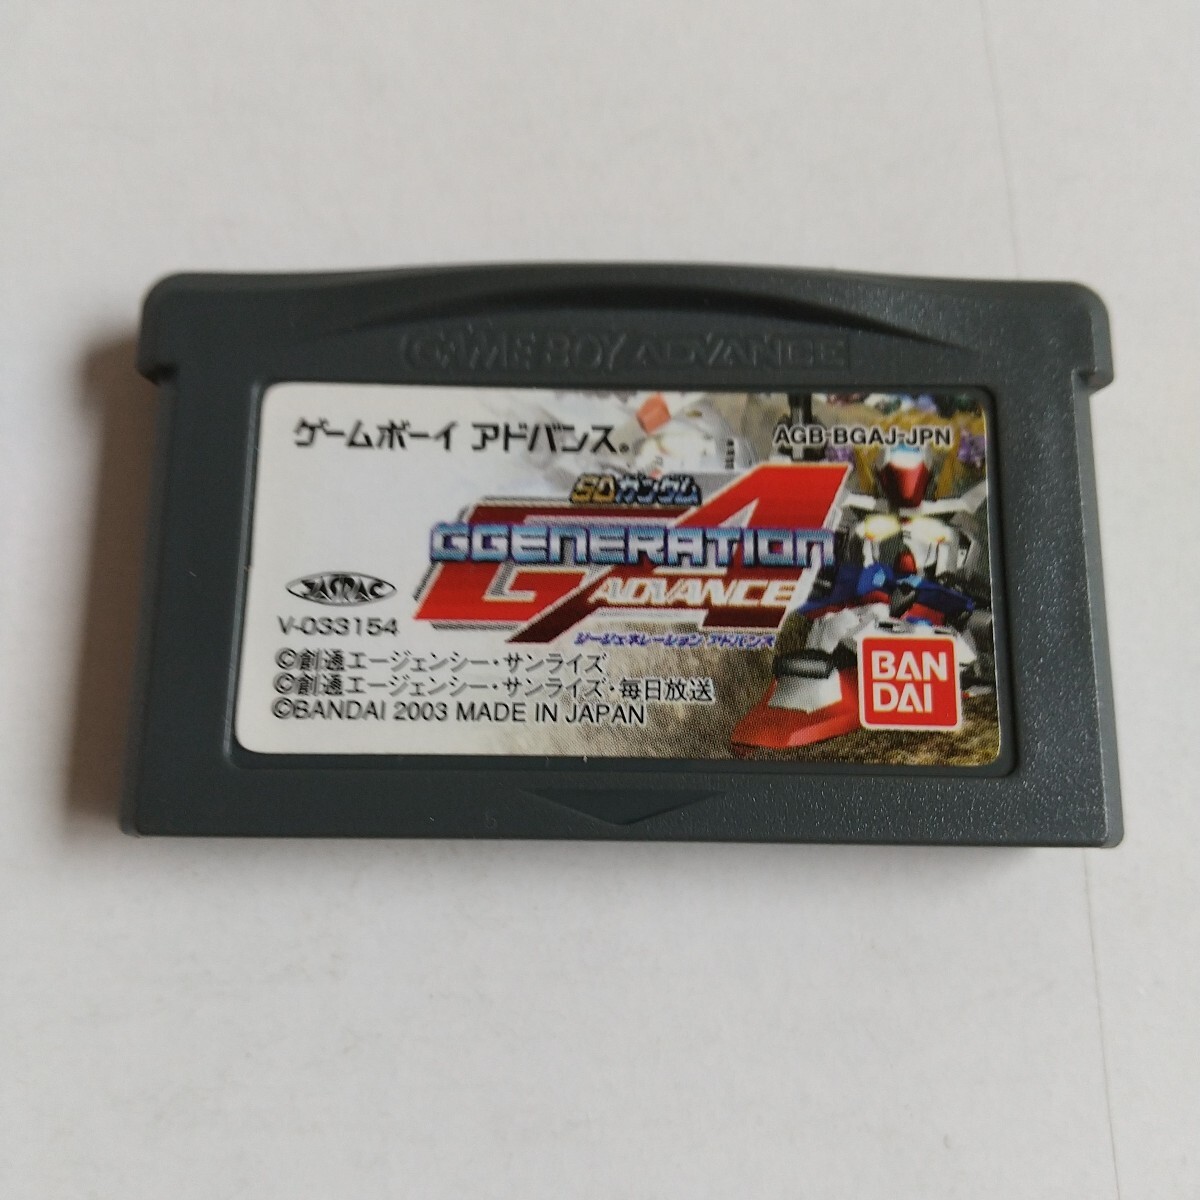 GAME BOY ADVANCE
ゲームボーイ アドバンス®
AGB-BGAJ-JPN
SDガンダム
GGENERATION
ADVANCE
ジージェネレーション アドバンス
JASRAC
V-033154
©創通エージェンシー・サンライズ
©創通エージェンシー・サンライズ・毎日放送
©BANDAI 2003 MADE IN JAPAN
BAN
DAI